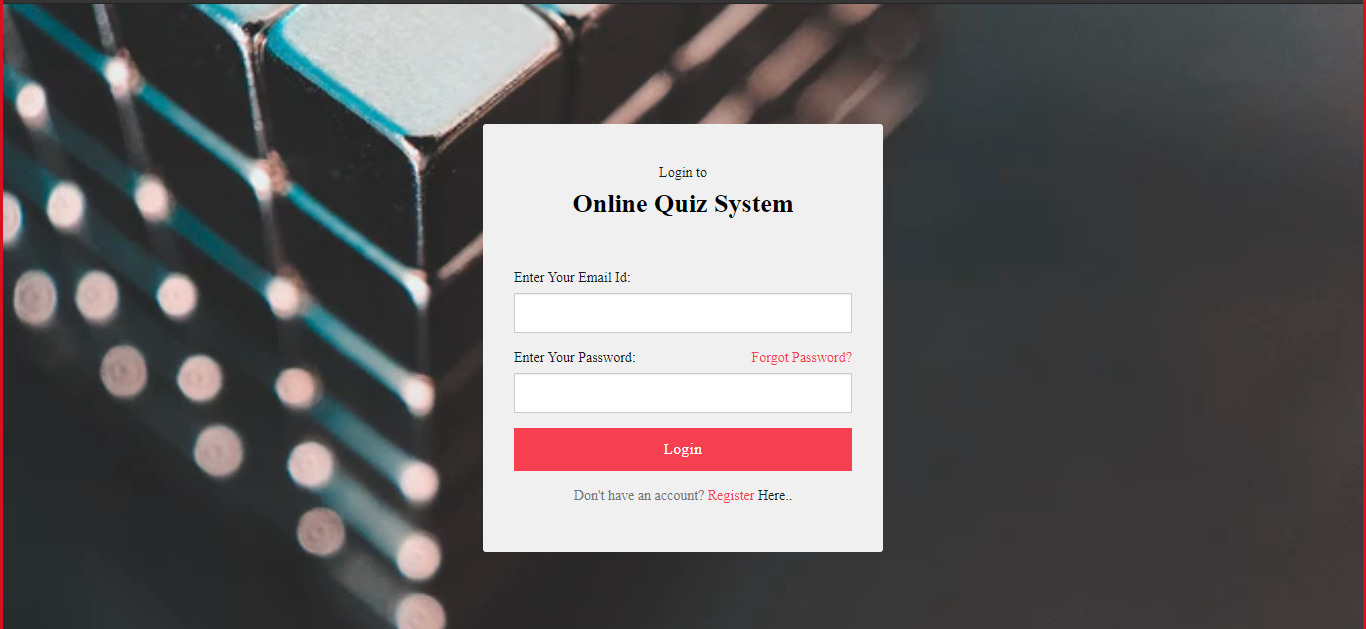 Login to
Online Quiz System
Enter Your Email Id:
Enter Your Password: Forgot Password?
Login
Don't have an account? Register Here..